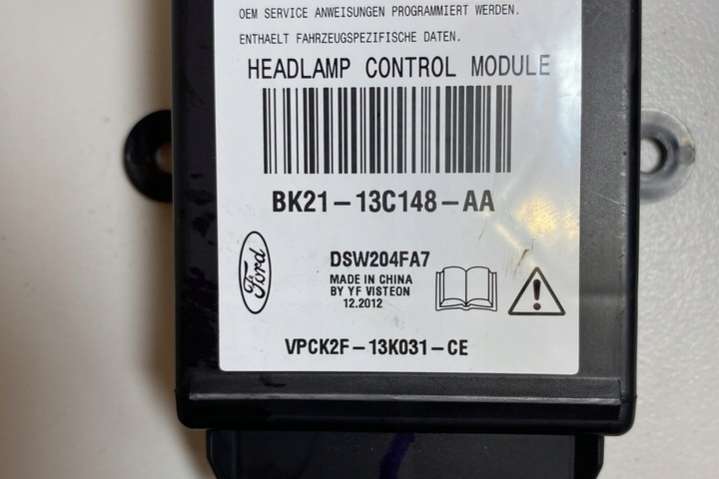 OEM SERVICE ANWEISUNGEN PROGRAMMIERT WERDEN.
ENTHAELT FAHRZEUGSPEZIFISCHE DATEN.
HEADLAMP CONTROL MODULE
BK21-13C148-AA
Ford
DSW204FA7
MADE IN CHINA
BY YF VISTEON
12.2012
VPCK2F-13K031-CE